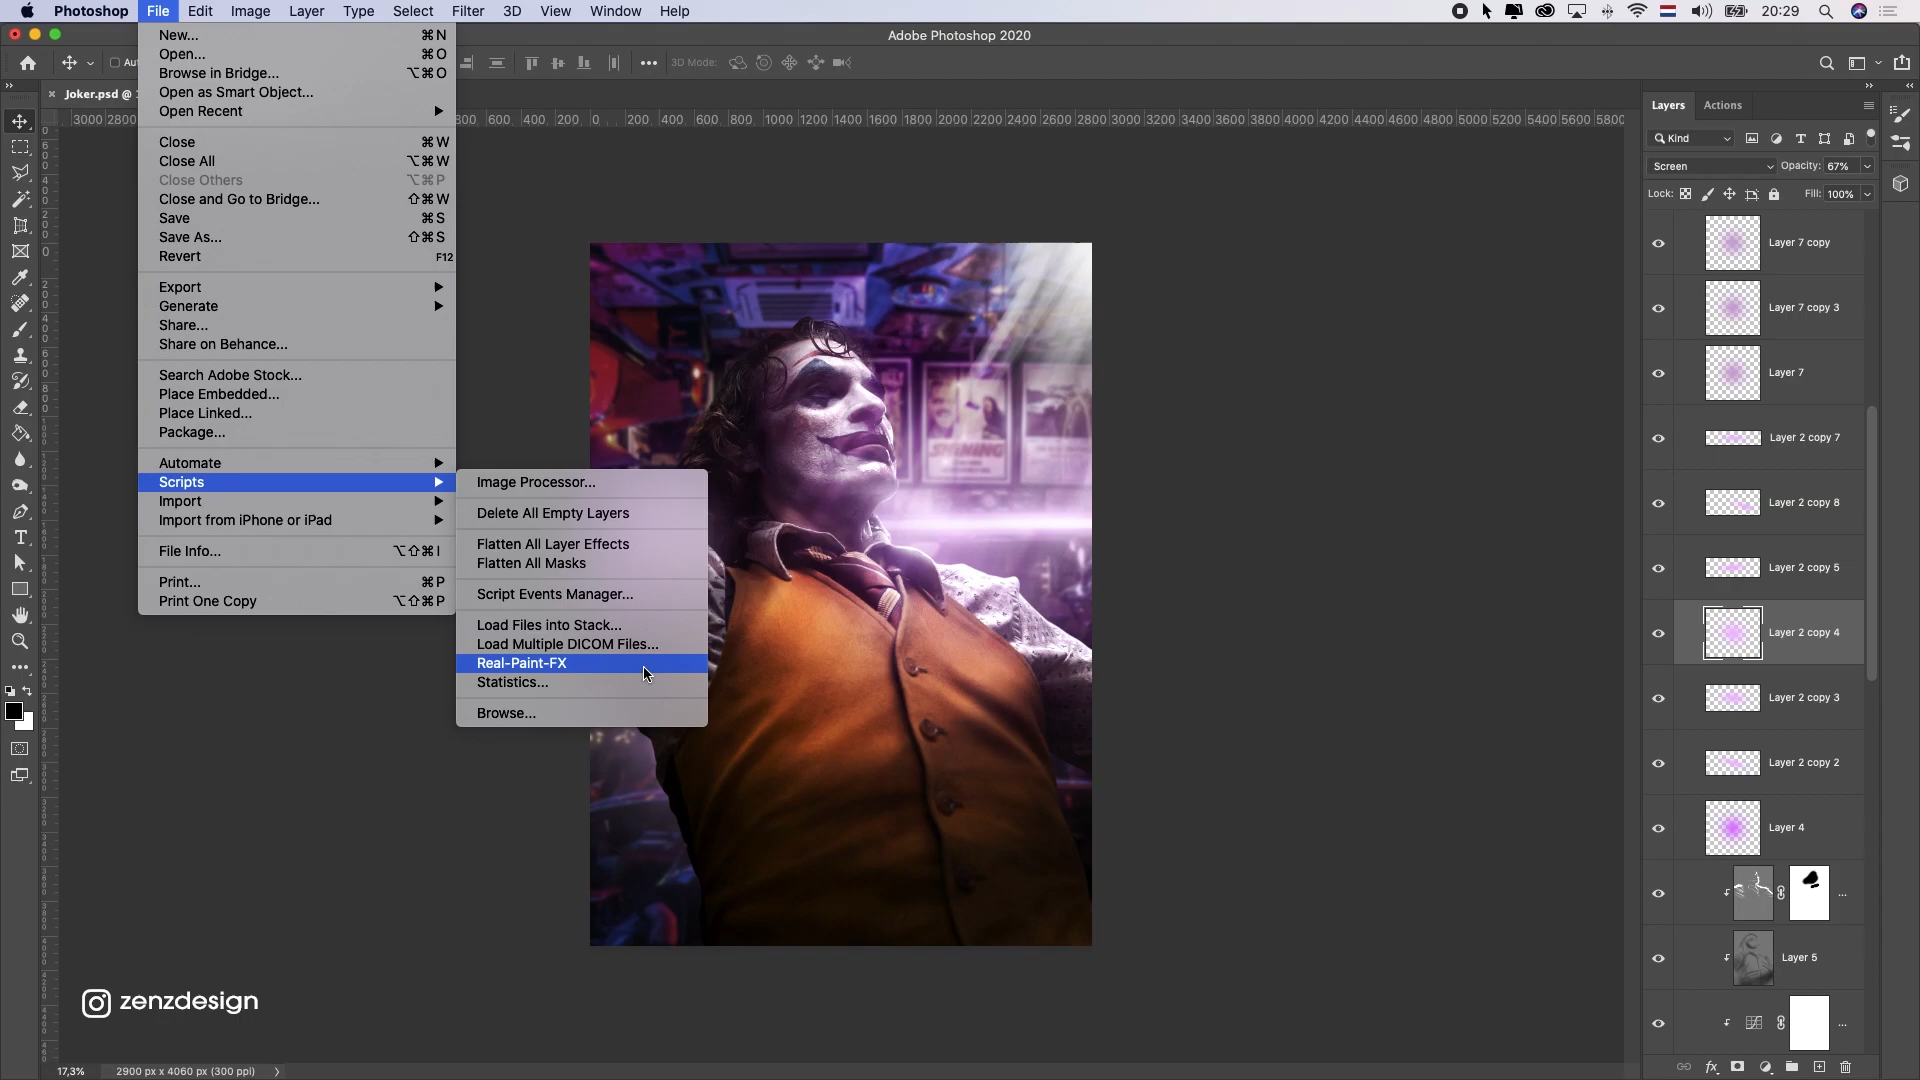 Photoshop File Edit Image Layer Type Select Filter 3D View Window Help 20:29
Adobe Photoshop 2020
3D Mode:
Joker.psd @
3000 2800 600 400 200 0 200 400 600 800 1000 1200 1400 1600 1800 2000 2200 2400 2600 2800 3000 3200 3400 3600 3800 4000 4200 4400 4600 4800 5000 5200 5400 5600 5800
New... ⌘N
Open... ⌘O
Browse in Bridge... ⌥⌘O
Open as Smart Object...
Open Recent
Close ⌘W
Close All ⌥⌘W
Close Others ⌥⌘P
Close and Go to Bridge... ⇧⌘W
Save ⌘S
Save As... ⇧⌘S
Revert F12
Export
Generate
Share...
Share on Behance...
Search Adobe Stock...
Place Embedded...
Place Linked...
Package...
Automate
Scripts
Import
Import from iPhone or iPad
File Info... ⌥⇧⌘I
Print... ⌘P
Print One Copy ⌥⇧⌘P
Image Processor...
Delete All Empty Layers
Flatten All Layer Effects
Flatten All Masks
Script Events Manager...
Load Files into Stack...
Load Multiple DICOM Files...
Real-Paint-FX
Statistics...
Browse...
SHINING
Layers Actions
Kind
Screen Opacity: 67%
Lock: Fill: 100%
Layer 7 copy
Layer 7 copy 3
Layer 7
Layer 2 copy 7
Layer 2 copy 8
Layer 2 copy 5
Layer 2 copy 4
Layer 2 copy 3
Layer 2 copy 2
Layer 4
...
Layer 5
...
fx
zenzdesign
17,3% 2900 px x 4060 px (300 ppi)